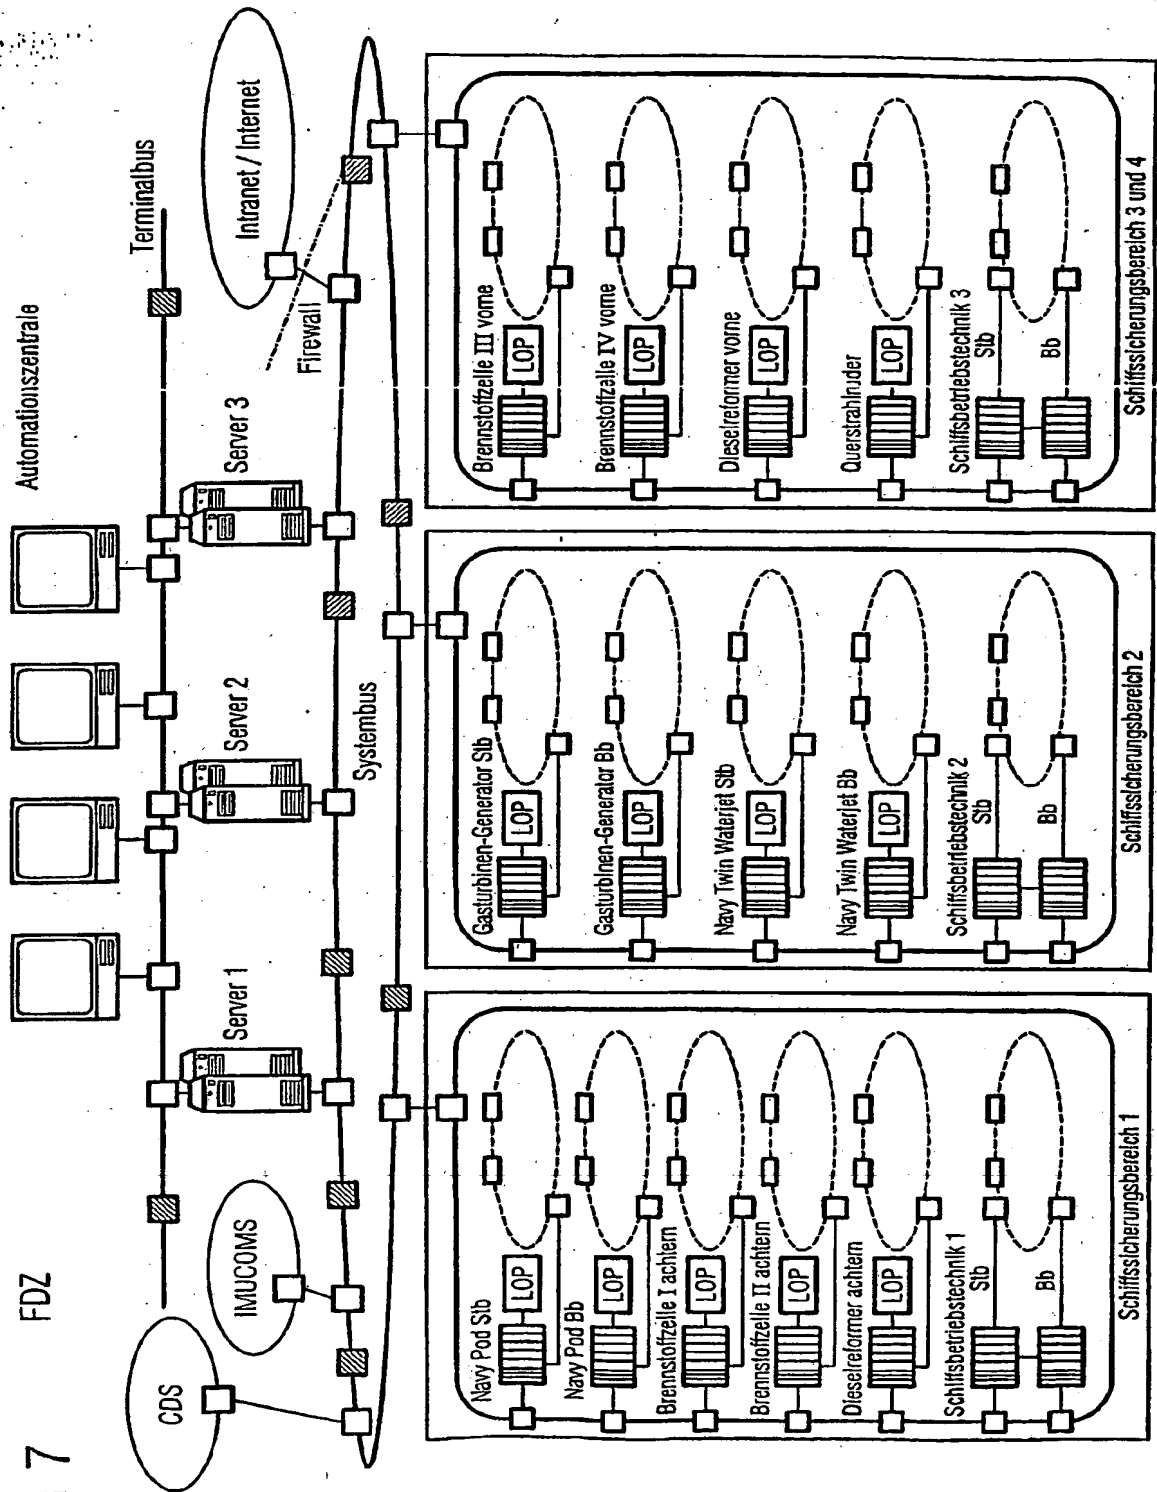 7
FDZ
Automationszentrale
Terminalbus
CDS
IMUCOMS
Server 1
Server 2
Server 3
Intranet / Internet
Firewall
Systembus
Navy Pod Stb
LOP
Navy Pod Bb
LOP
Brennstoffzelle I achtern
LOP
Brennstoffzelle II achtern
LOP
Dieselreformer achtern
LOP
Schiffsbetriebstechnik 1
Stb
Bb
Schiffssicherungsbereich 1
Gasturbinen-Generator Stb
LOP
Gasturbinen-Generator Bb
LOP
Navy Twin Waterjet Stb
LOP
Navy Twin Waterjet Bb
LOP
Schiffsbetriebstechnik 2
Stb
Bb
Schiffssicherungsbereich 2
Brennstoffzelle III vorne
LOP
Brennstoffzelle IV vorne
LOP
Dieselreformer vorne
LOP
Querstrahlruder
LOP
Schiffsbetriebstechnik 3
Stb
Bb
Schiffssicherungsbereich 3 und 4